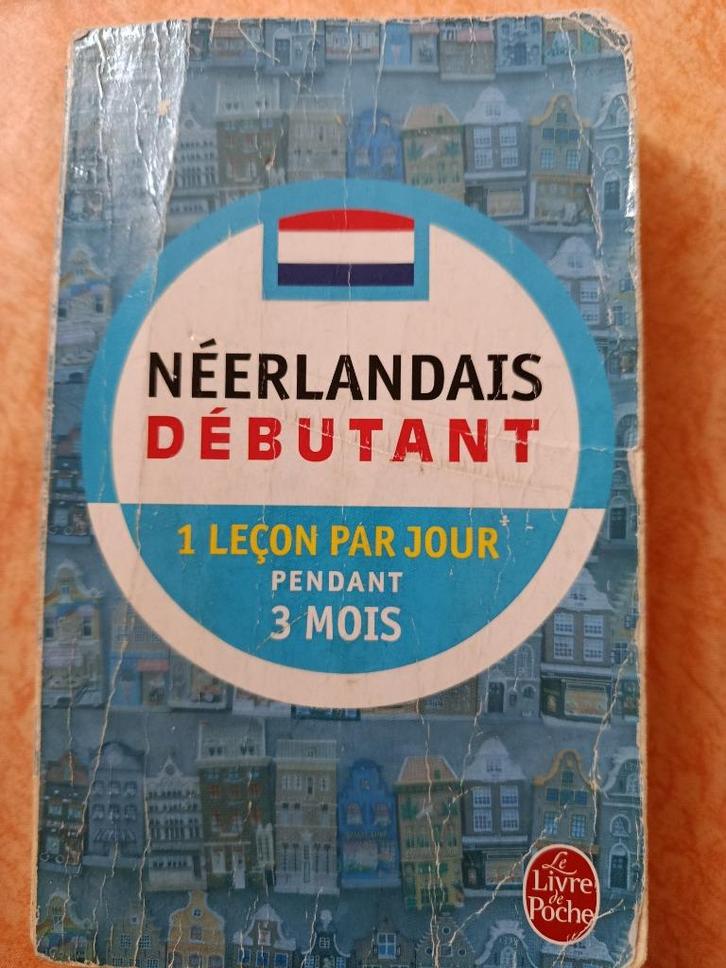 NÉERLANDAIS
DÉBUTANT
1 LEÇON PAR JOUR
PENDANT
3 MOIS
Le
Livre
de
Poche